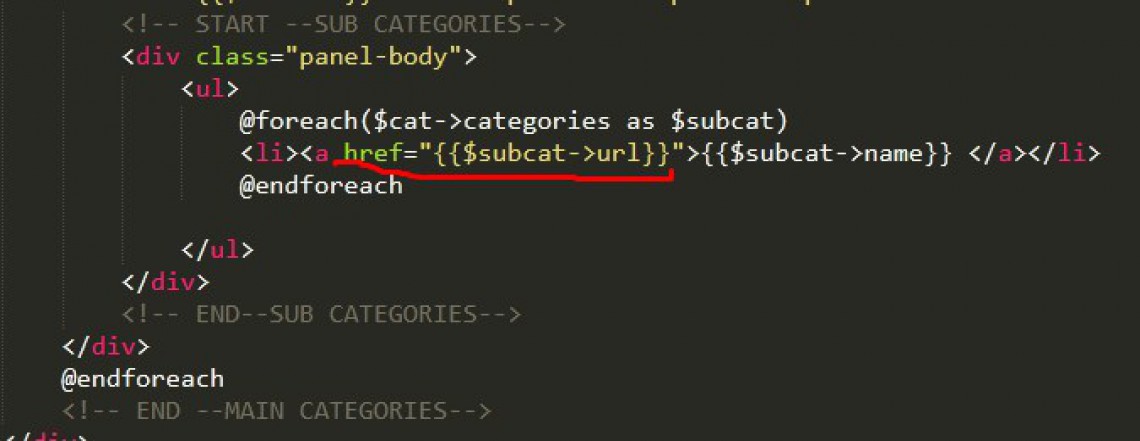 <!-- START --SUB CATEGORIES-->
<div class="panel-body">
<ul>
@foreach($cat->categories as $subcat)
<li><a href="{{$subcat->url}}">{{$subcat->name}} </a></li>
@endforeach
</ul>
</div>
<!-- END--SUB CATEGORIES-->
</div>
@endforeach
<!-- END --MAIN CATEGORIES-->
</div>